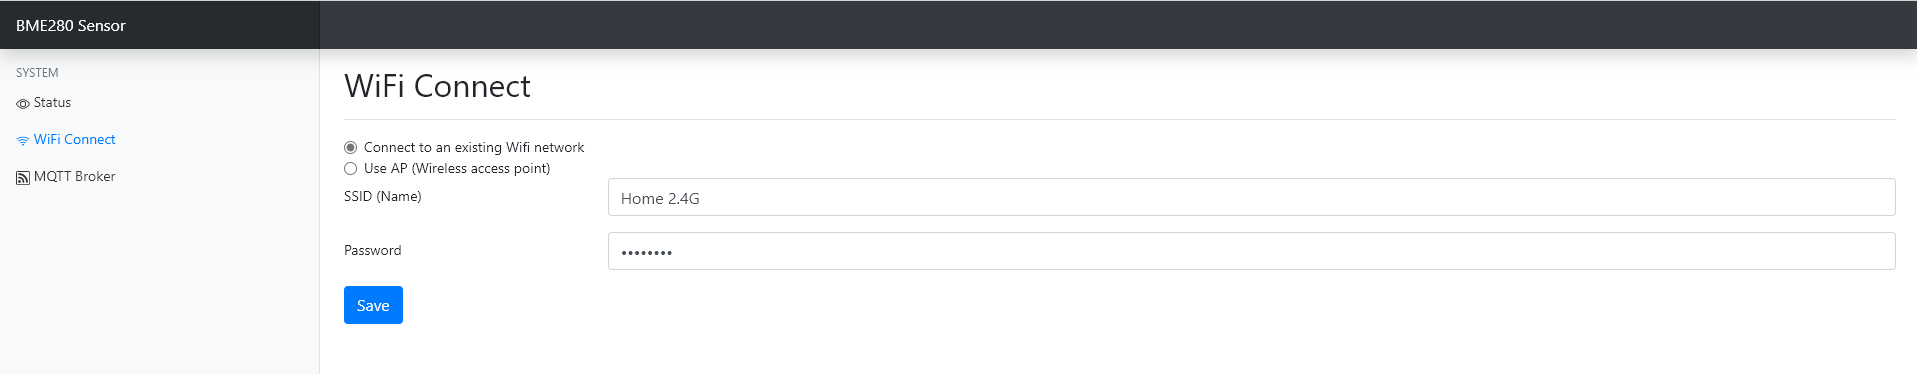 BME280 Sensor
SYSTEM
Status
WiFi Connect
MQTT Broker
WiFi Connect
Connect to an existing Wifi network
Use AP (Wireless access point)
SSID (Name)
Home 2.4G
Password
••••••••
Save